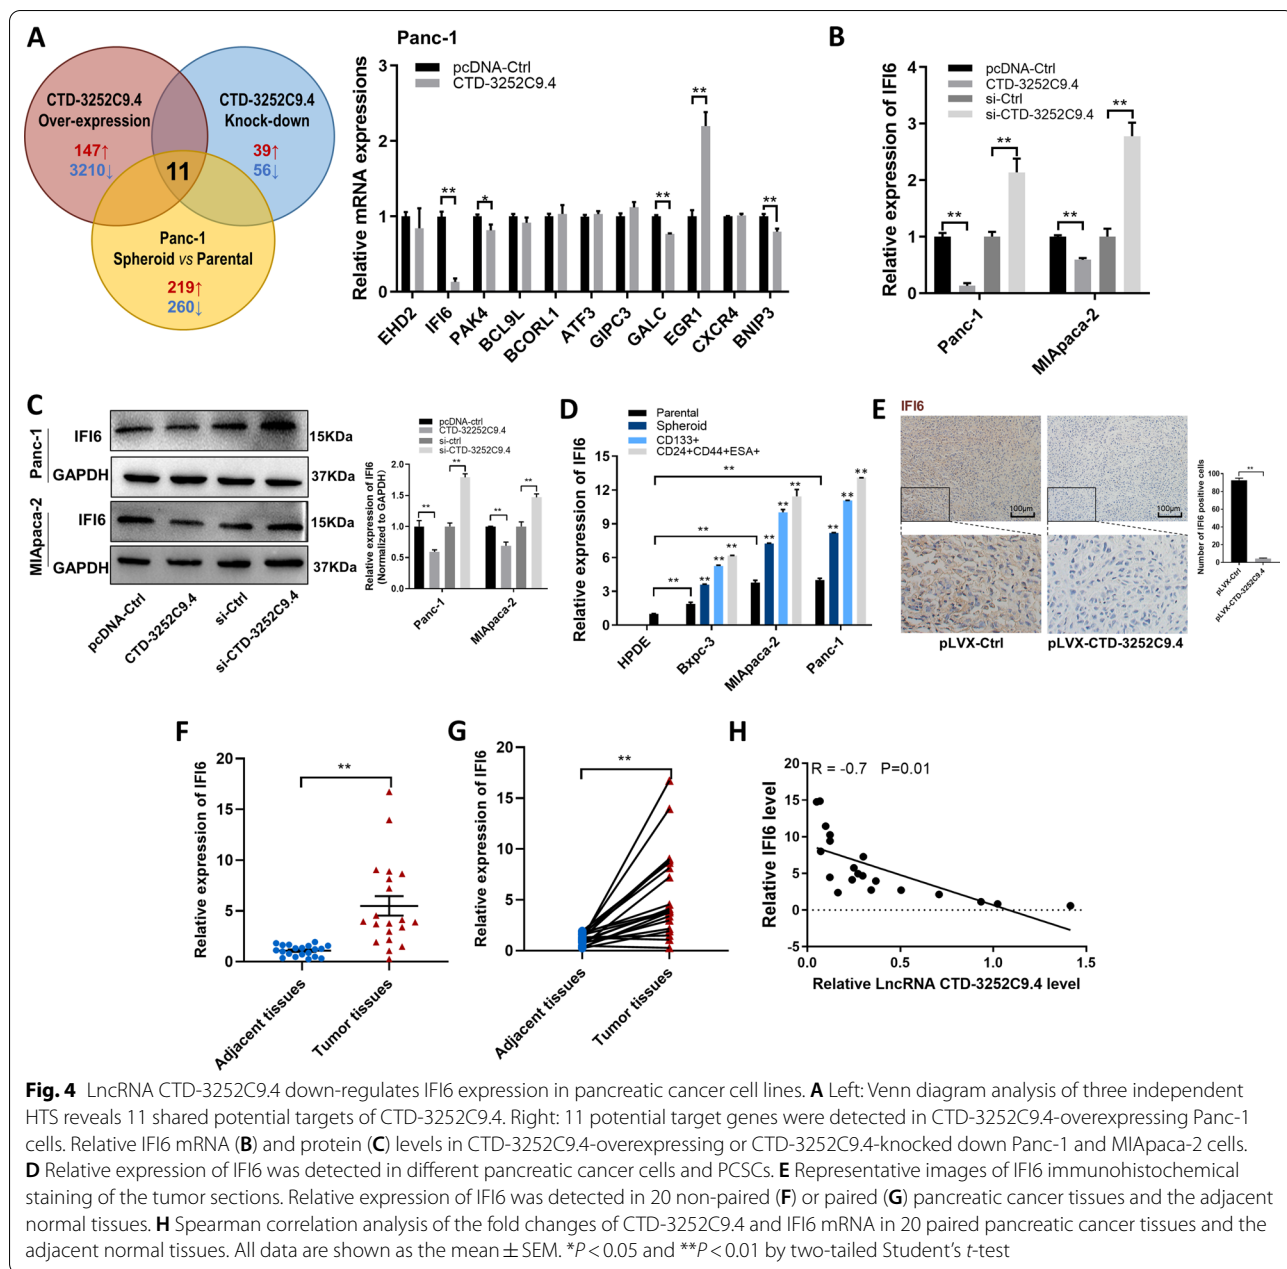 A
CTD-3252C9.4
Over-expression
147↑
3210↓
CTD-3252C9.4
Knock-down
39↑
56↓
11
Panc-1
Spheroid vs Parental
219↑
260↓
Panc-1
pcDNA-Ctrl
CTD-3252C9.4
Relative mRNA expressions
3
2
1
0
**
*
**
**
**
EHD2
IFI6
PAK4
BCL9L
BCORL1
ATF3
GIPC3
GALC
EGR1
CXCR4
BNIP3
B
pcDNA-Ctrl
CTD-3252C9.4
si-Ctrl
si-CTD-3252C9.4
Relative expression of IFI6
4
3
2
1
0
**
**
**
**
Panc-1
MIApaca-2
C
Panc-1
IFI6
15KDa
GAPDH
37KDa
MIApaca-2
IFI6
15KDa
GAPDH
37KDa
pcDNA-Ctrl
CTD-3252C9.4
si-Ctrl
si-CTD-3252C9.4
pcDNA-ctrl
CTD-32252C9.4
si-ctrl
si-CTD-3252C9.4
Relative expression of IFI6
(Normalized to GAPDH)
2.0
1.5
1.0
0.5
0.0
**
**
**
**
Panc-1
MIApaca-2
D
Parental
Spheroid
CD133+
CD24+CD44+ESA+
Relative expression of IFI6
15
12
9
6
3
0
**
**
**
** ** **
** ** **
** ** **
HPDE
Bxpc-3
MIApaca-2
Panc-1
E
IFI6
100μm
100μm
pLVX-Ctrl
pLVX-CTD-3252C9.4
Number of IFI6 positive cells
100
80
60
40
20
0
**
pLVX-Ctrl
pLVX-CTD-3252C9.4
F
Relative expression of IFI6
20
15
10
5
0
**
Adjacent tissues
Tumor tissues
G
Relative expression of IFI6
20
15
10
5
0
**
Adjacent tissues
Tumor tissues
H
R = -0.7 P=0.01
Relative IFI6 level
20
15
10
5
0
-5
0.0
0.5
1.0
1.5
Relative LncRNA CTD-3252C9.4 level
Fig. 4 LncRNA CTD-3252C9.4 down-regulates IFI6 expression in pancreatic cancer cell lines. A Left: Venn diagram analysis of three independent
HTS reveals 11 shared potential targets of CTD-3252C9.4. Right: 11 potential target genes were detected in CTD-3252C9.4-overexpressing Panc-1
cells. Relative IFI6 mRNA (B) and protein (C) levels in CTD-3252C9.4-overexpressing or CTD-3252C9.4-knocked down Panc-1 and MIApaca-2 cells.
D Relative expression of IFI6 was detected in different pancreatic cancer cells and PCSCs. E Representative images of IFI6 immunohistochemical
staining of the tumor sections. Relative expression of IFI6 was detected in 20 non-paired (F) or paired (G) pancreatic cancer tissues and the adjacent
normal tissues. H Spearman correlation analysis of the fold changes of CTD-3252C9.4 and IFI6 mRNA in 20 paired pancreatic cancer tissues and the
adjacent normal tissues. All data are shown as the mean ± SEM. *P < 0.05 and **P < 0.01 by two-tailed Student's t-test